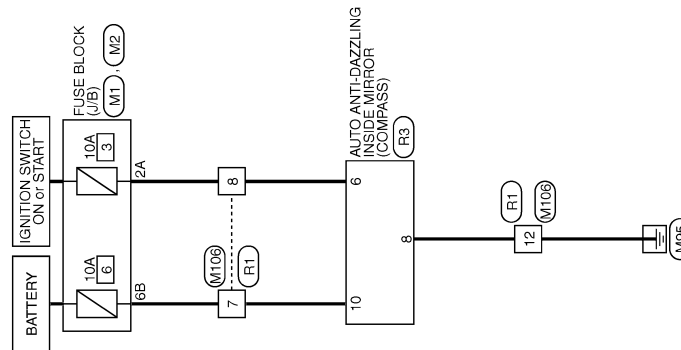 BATTERY
IGNITION SWITCH
ON or START
FUSE BLOCK
(J/B)
M1 , M2
10A
6
10A
3
6B
2A
M106
7
R1
8
10
6
AUTO ANTI-DAZZLING
INSIDE MIRROR
(COMPASS)
R3
8
R1
12
M106
M95